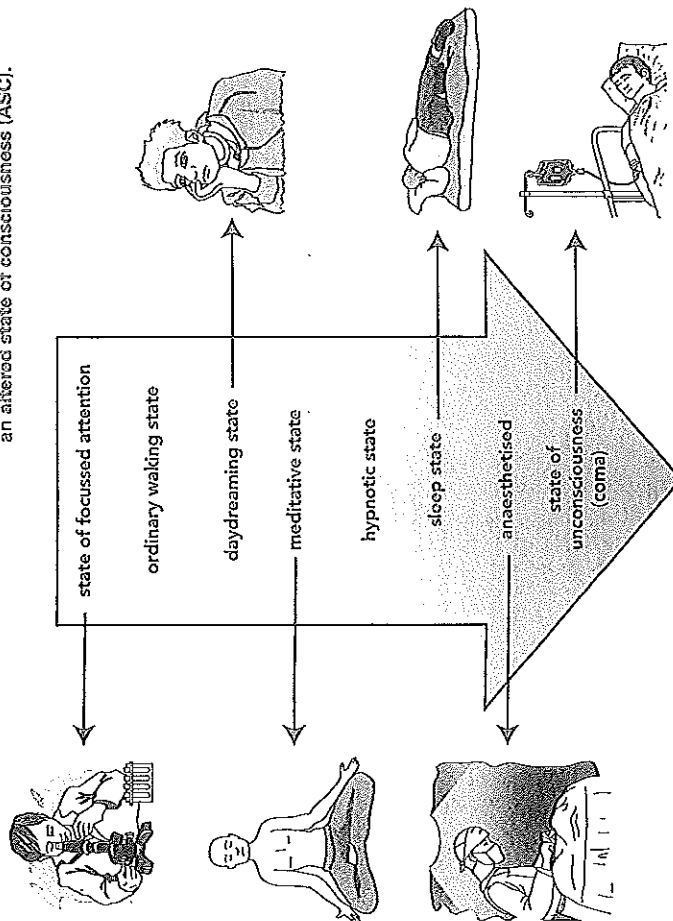 an altered state of consciousness (ASC).
state of focussed attention
ordinary waking state
daydreaming state
meditative state
hypnotic state
sleep state
anaesthetised
state of
unconsciousness
(coma)